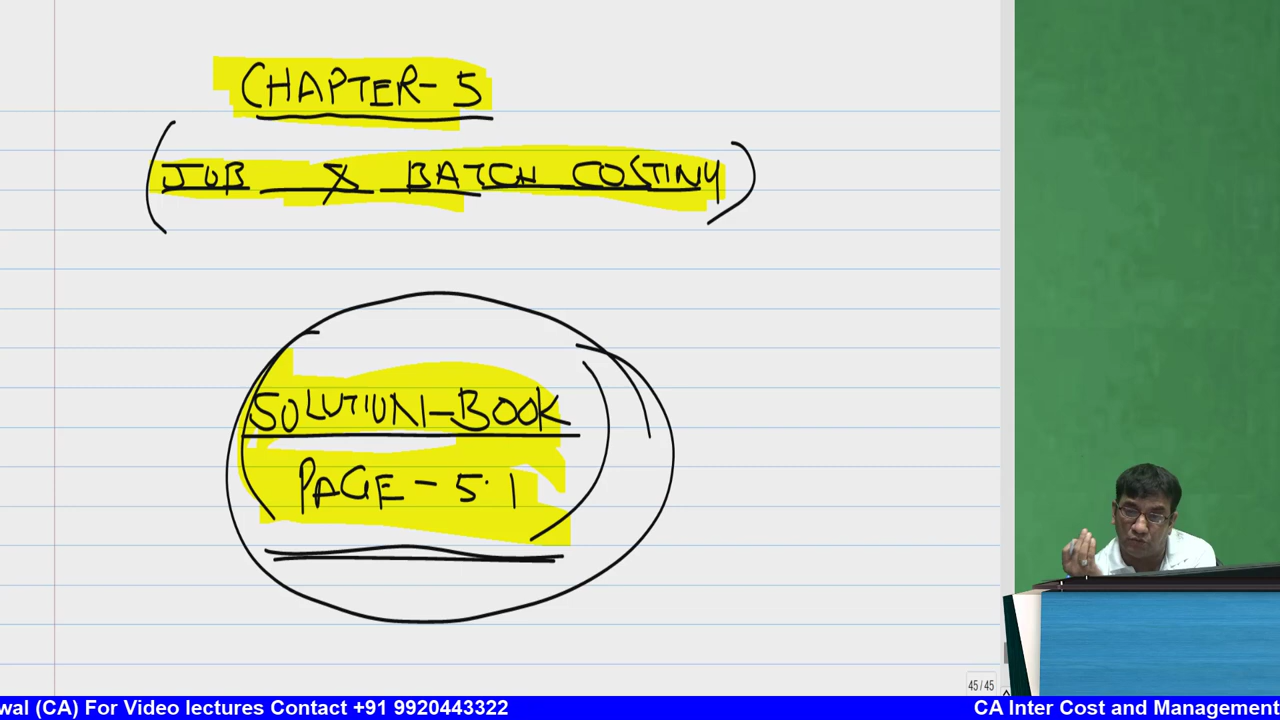 CHAPTER-5
(JOB & BATCH COSTING)
SOLUTION-BOOK
PAGE-5.1
45/45
wal (CA) For Video lectures Contact +91 9920443322 CA Inter Cost and Management